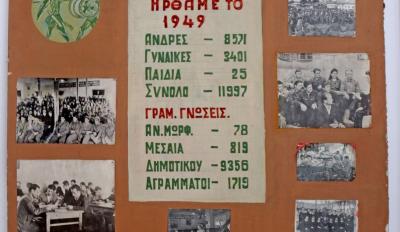 ΗΡΘΑΜΕ ΤΟ
1949
ΑΝΔΡΕΣ – 8571
ΓΥΝΑΙΚΕΣ – 3401
ΠΑΙΔΙΑ – 25
ΣΥΝΟΛΟ – 11997
ΓΡΑΜ. ΓΝΩΣΕΙΣ.
ΑΝ.ΜΟΡΦ. – 78
ΜΕΣΑΙΑ – 819
ΔΗΜΟΤΙΚΟΥ – 9356
ΑΓΡΑΜΜΑΤΟΙ – 1719